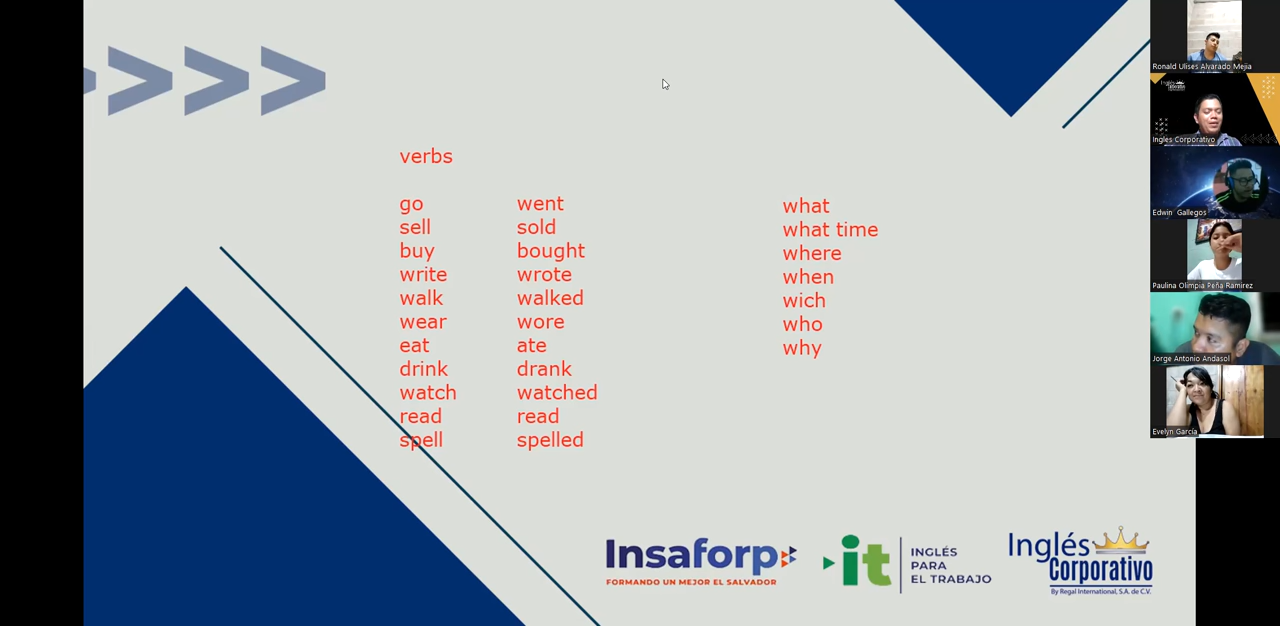 verbs
go went
sell sold
buy bought
write wrote
walk walked
wear wore
eat ate
drink drank
watch watched
read read
spell spelled
what
what time
where
when
wich
who
why
Insaforp
FORMANDO UN MEJOR EL SALVADOR
it
INGLÉS
PARA
EL TRABAJO
Inglés
Corporativo
By Regal International, S.A. de C.V.
Ronald Ulises Alvarado Mejia
Ingles Corporativo
Edwin Gallegos
Paulina Olimpia Peña Ramirez
Jorge Antonio Andasol
Evelyn García